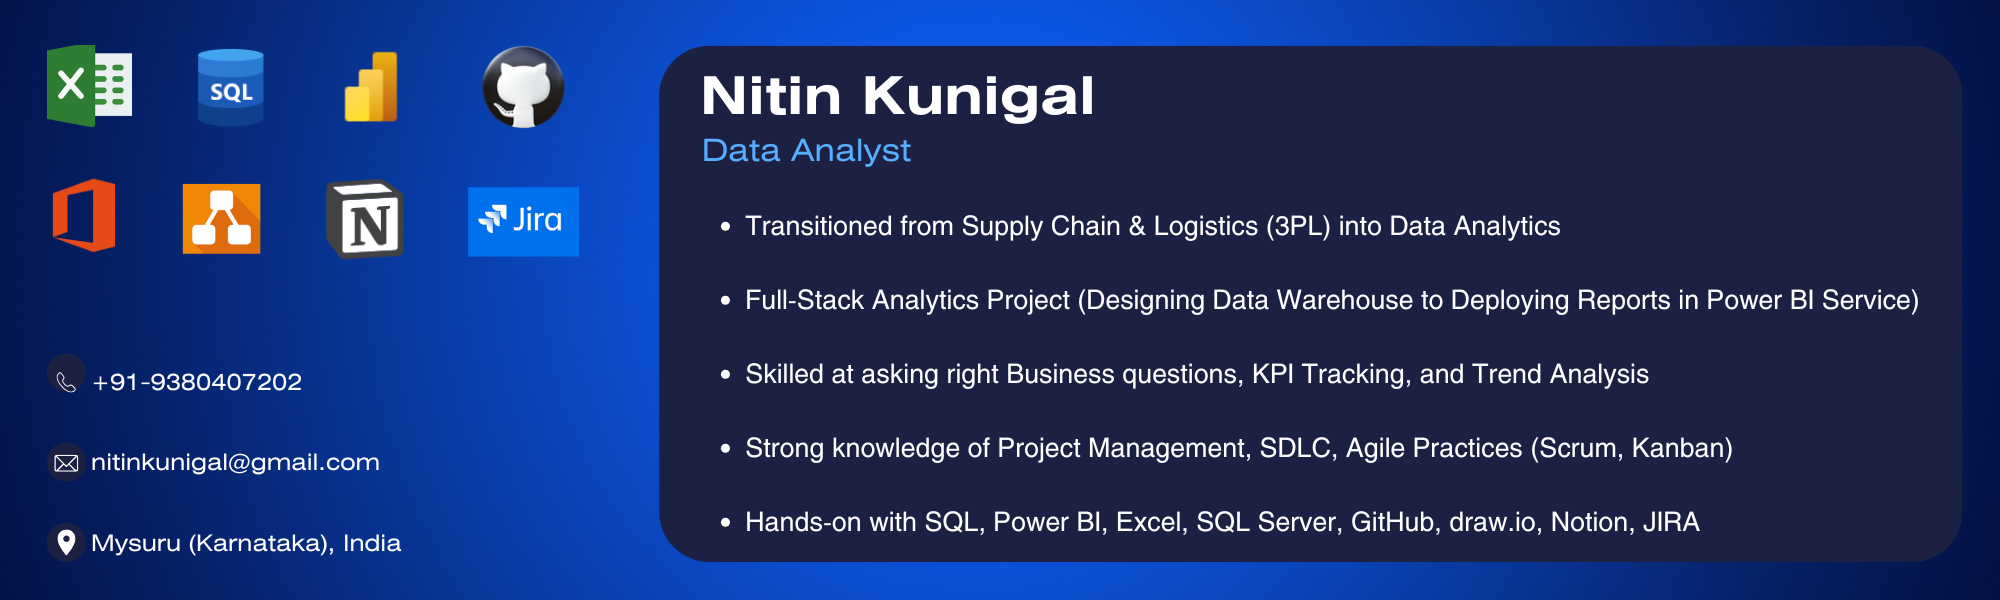 X
SQL
N
Jira
+91-9380407202
nitinkunigal@gmail.com
Mysuru (Karnataka), India
Nitin Kunigal
Data Analyst
• Transitioned from Supply Chain & Logistics (3PL) into Data Analytics
• Full-Stack Analytics Project (Designing Data Warehouse to Deploying Reports in Power BI Service)
• Skilled at asking right Business questions, KPI Tracking, and Trend Analysis
• Strong knowledge of Project Management, SDLC, Agile Practices (Scrum, Kanban)
• Hands-on with SQL, Power BI, Excel, SQL Server, GitHub, draw.io, Notion, JIRA